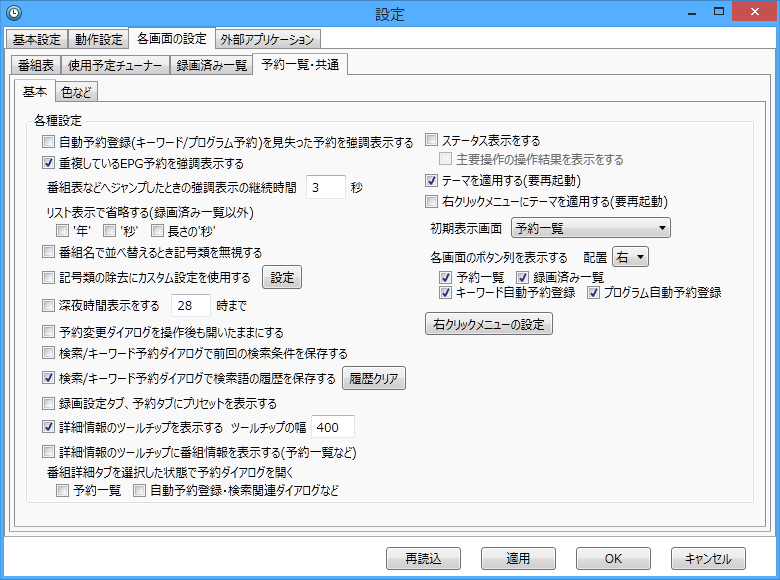 設定
基本設定 動作設定 各画面の設定 外部アプリケーション
番組表 使用予定チューナー 録画済み一覧 予約一覧・共通
基本 色など
各種設定
自動予約登録(キーワード/プログラム予約)を見失った予約を強調表示する
重複しているEPG予約を強調表示する
番組表などへジャンプしたときの強調表示の継続時間 3 秒
リスト表示で省略する(録画済み一覧以外)
'年' '秒' 長さの'秒'
番組名で並べ替えるとき記号類を無視する
記号類の除去にカスタム設定を使用する 設定
深夜時間表示をする 28 時まで
予約変更ダイアログを操作後も開いたままにする
検索/キーワード予約ダイアログで前回の検索条件を保存する
検索/キーワード予約ダイアログで検索語の履歴を保存する 履歴クリア
録画設定タブ、予約タブにプリセットを表示する
詳細情報のツールチップを表示する ツールチップの幅 400
詳細情報のツールチップに番組情報を表示する(予約一覧など)
番組詳細タブを選択した状態で予約ダイアログを開く
予約一覧 自動予約登録・検索関連ダイアログなど
ステータス表示をする
主要操作の操作結果を表示をする
テーマを適用する(要再起動)
右クリックメニューにテーマを適用する(要再起動)
初期表示画面 予約一覧
各画面のボタン列を表示する 配置 右
予約一覧 録画済み一覧
キーワード自動予約登録 プログラム自動予約登録
右クリックメニューの設定
再読込 適用 OK キャンセル